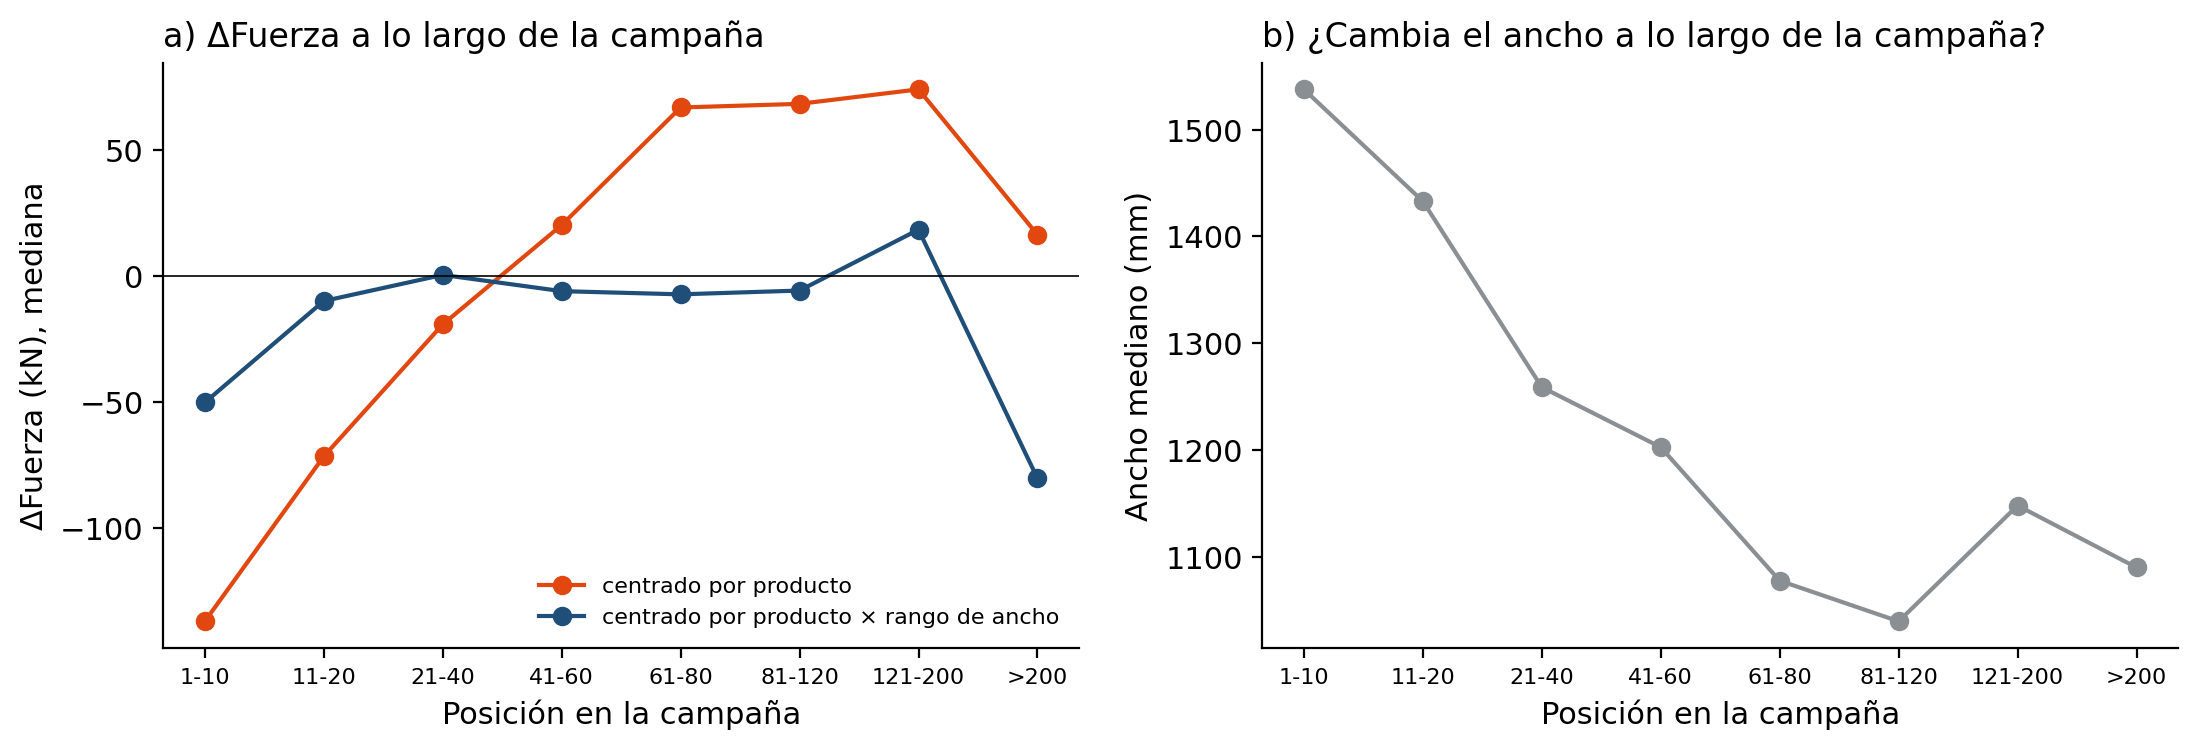 a) ΔFuerza a lo largo de la campaña
ΔFuerza (kN), mediana
50
0
−50
−100
centrado por producto
centrado por producto × rango de ancho
1-10 11-20 21-40 41-60 61-80 81-120 121-200 >200
Posición en la campaña
b) ¿Cambia el ancho a lo largo de la campaña?
Ancho mediano (mm)
1500
1400
1300
1200
1100
1-10 11-20 21-40 41-60 61-80 81-120 121-200 >200
Posición en la campaña